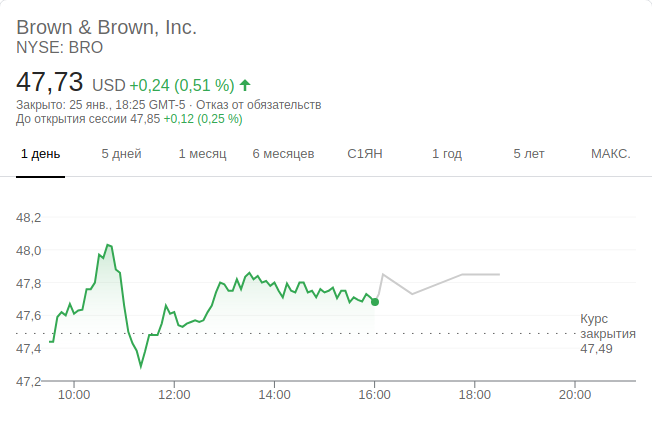 Brown & Brown, Inc.
NYSE: BRO
47,73 USD +0,24 (0,51 %)
Закрыто: 25 янв., 18:25 GMT-5 · Отказ от обязательств
До открытия сессии 47,85 +0,12 (0,25 %)
1 день 5 дней 1 месяц 6 месяцев С1ЯН 1 год 5 лет МАКС.
48,2
48,0
47,8
47,6
47,4
47,2
Курс
закрытия
47,49
10:00 12:00 14:00 16:00 18:00 20:00